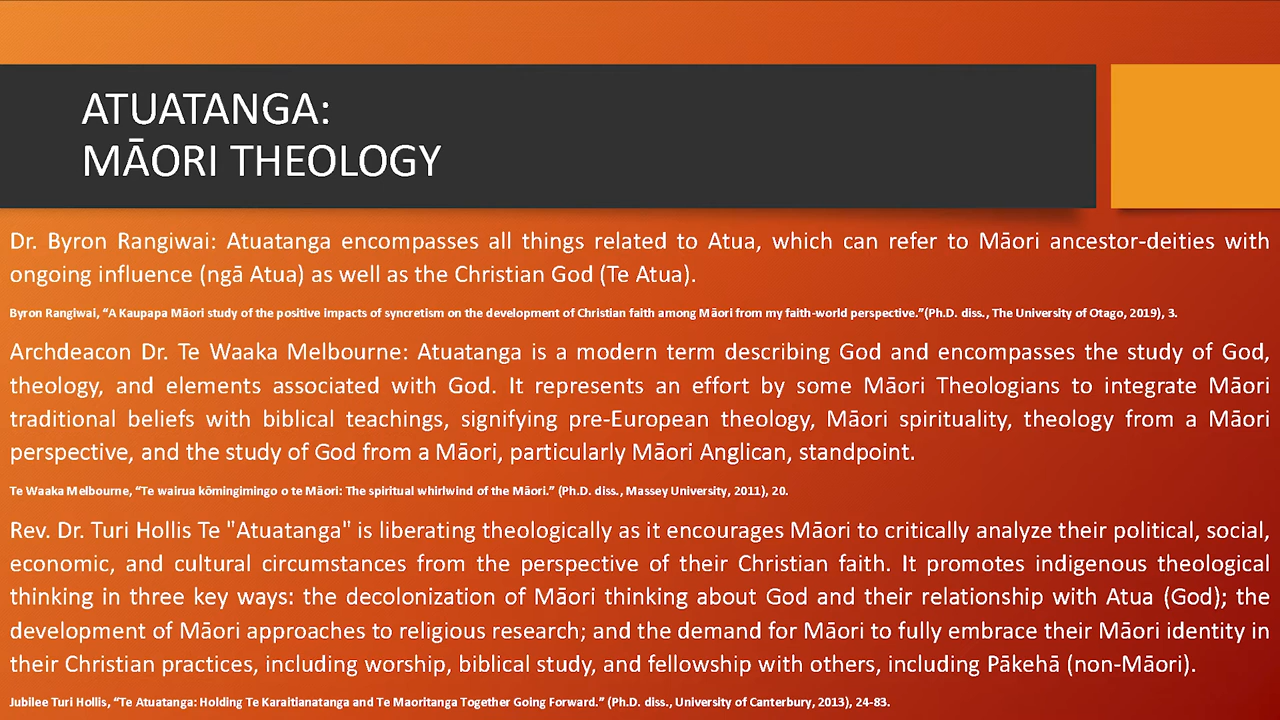 ATUATANGA:
MĀORI THEOLOGY
Dr. Byron Rangiwai: Atuatanga encompasses all things related to Atua, which can refer to Māori ancestor-deities with
ongoing influence (ngā Atua) as well as the Christian God (Te Atua).
Byron Rangiwai, “A Kaupapa Māori study of the positive impacts of syncretism on the development of Christian faith among Māori from my faith-world perspective.”(Ph.D. diss., The University of Otago, 2019), 3.
Archdeacon Dr. Te Waaka Melbourne: Atuatanga is a modern term describing God and encompasses the study of God,
theology, and elements associated with God. It represents an effort by some Māori Theologians to integrate Māori
traditional beliefs with biblical teachings, signifying pre-European theology, Māori spirituality, theology from a Māori
perspective, and the study of God from a Māori, particularly Māori Anglican, standpoint.
Te Waaka Melbourne, “Te wairua kōmingimingo o te Māori: The spiritual whirlwind of the Māori.” (Ph.D. diss., Massey University, 2011), 20.
Rev. Dr. Turi Hollis Te "Atuatanga" is liberating theologically as it encourages Māori to critically analyze their political, social,
economic, and cultural circumstances from the perspective of their Christian faith. It promotes indigenous theological
thinking in three key ways: the decolonization of Māori thinking about God and their relationship with Atua (God); the
development of Māori approaches to religious research; and the demand for Māori to fully embrace their Māori identity in
their Christian practices, including worship, biblical study, and fellowship with others, including Pākehā (non-Māori).
Jubilee Turi Hollis, “Te Atuatanga: Holding Te Karaitianatanga and Te Maoritanga Together Going Forward.” (Ph.D. diss., University of Canterbury, 2013), 24-83.